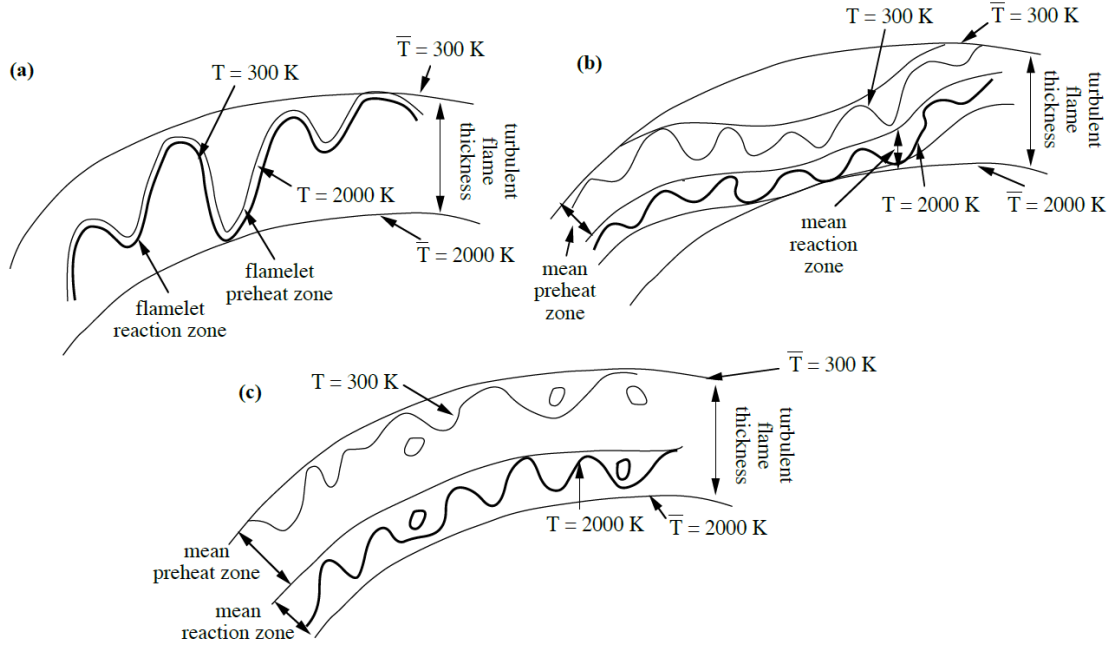 (a)
T = 300 K
T̅ = 300 K
turbulent
flame
thickness
T = 2000 K
T̅ = 2000 K
flamelet
preheat zone
flamelet
reaction zone
(b)
T̅ = 300 K
T = 300 K
turbulent
flame
thickness
T = 2000 K
T̅ = 2000 K
mean
reaction
zone
mean
preheat
zone
(c)
T = 300 K
T̅ = 300 K
turbulent
flame
thickness
T = 2000 K
T̅ = 2000 K
mean
preheat zone
mean
reaction zone